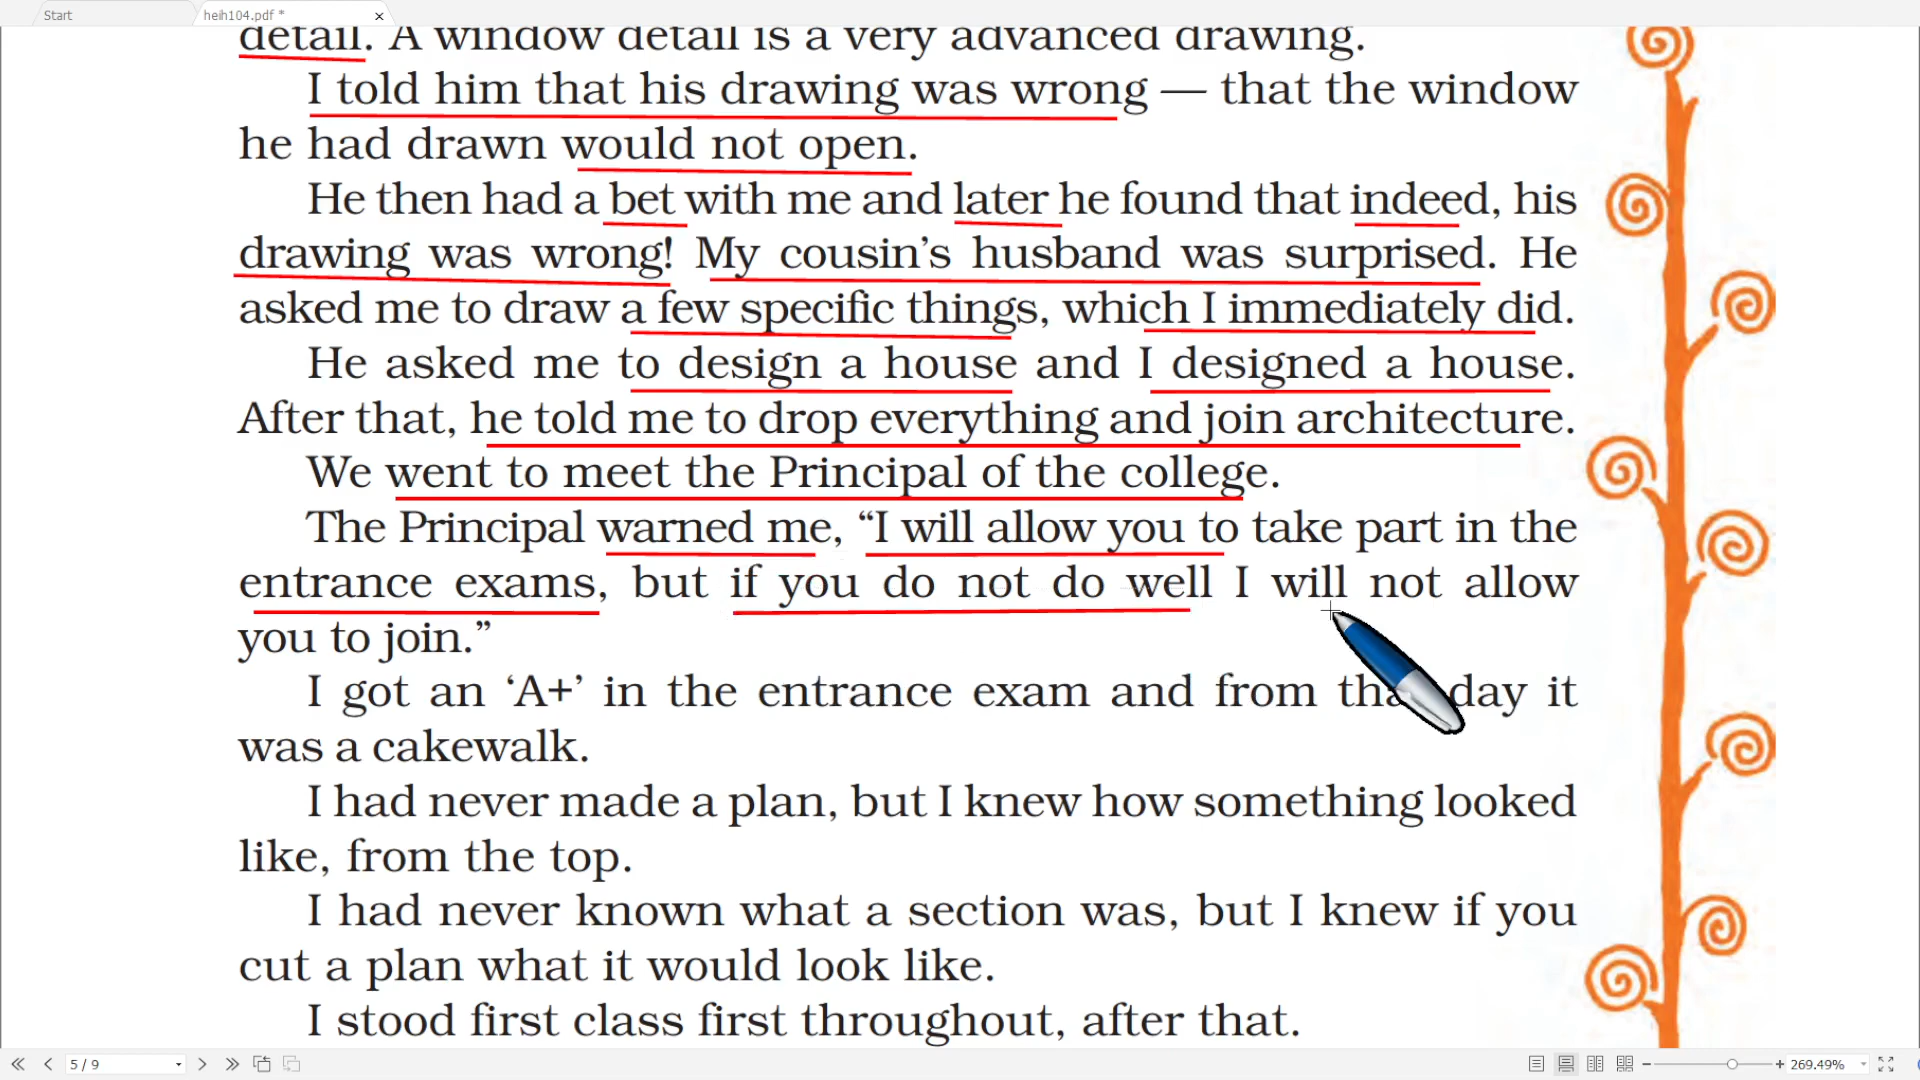 Start
heih104.pdf *
detail. A window detail is a very advanced drawing.
I told him that his drawing was wrong — that the window
he had drawn would not open.
He then had a bet with me and later he found that indeed, his
drawing was wrong! My cousin's husband was surprised. He
asked me to draw a few specific things, which I immediately did.
He asked me to design a house and I designed a house.
After that, he told me to drop everything and join architecture.
We went to meet the Principal of the college.
The Principal warned me, “I will allow you to take part in the
entrance exams, but if you do not do well I will not allow
you to join.”
I got an ‘A+’ in the entrance exam and from that day it
was a cakewalk.
I had never made a plan, but I knew how something looked
like, from the top.
I had never known what a section was, but I knew if you
cut a plan what it would look like.
I stood first class first throughout, after that.
5 / 9
269.49%